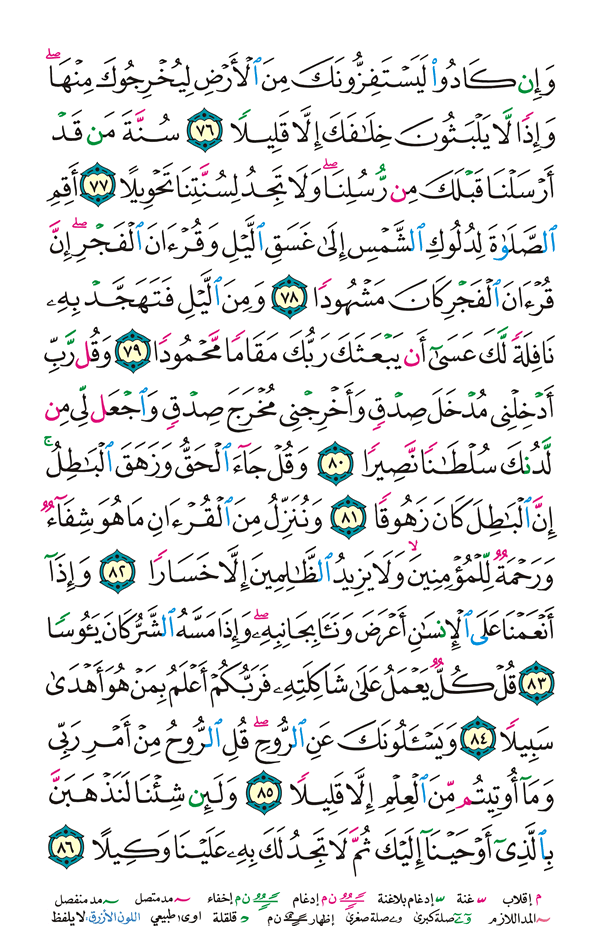 وَإِن كَادُوا۟ لَيَسْتَفِزُّونَكَ مِنَ ٱلْأَرْضِ لِيُخْرِجُوكَ مِنْهَا ۖ
وَإِذًا لَّا يَلْبَثُونَ خِلَٰفَكَ إِلَّا قَلِيلًا ٧٦ سُنَّةَ مَن قَدْ
أَرْسَلْنَا قَبْلَكَ مِن رُّسُلِنَا ۖ وَلَا تَجِدُ لِسُنَّتِنَا تَحْوِيلًا ٧٧ أَقِمِ
ٱلصَّلَوٰةَ لِدُلُوكِ ٱلشَّمْسِ إِلَىٰ غَسَقِ ٱلَّيْلِ وَقُرْءَانَ ٱلْفَجْرِ ۖ إِنَّ
قُرْءَانَ ٱلْفَجْرِ كَانَ مَشْهُودًا ٧٨ وَمِنَ ٱلَّيْلِ فَتَهَجَّدْ بِهِۦ
نَافِلَةً لَّكَ عَسَىٰٓ أَن يَبْعَثَكَ رَبُّكَ مَقَامًا مَّحْمُودًا ٧٩ وَقُل رَّبِّ
أَدْخِلْنِى مُدْخَلَ صِدْقٍ وَأَخْرِجْنِى مُخْرَجَ صِدْقٍ وَٱجْعَل لِّى مِن
لَّدُنكَ سُلْطَٰنًا نَّصِيرًا ٨٠ وَقُلْ جَآءَ ٱلْحَقُّ وَزَهَقَ ٱلْبَٰطِلُ ۚ
إِنَّ ٱلْبَٰطِلَ كَانَ زَهُوقًا ٨١ وَنُنَزِّلُ مِنَ ٱلْقُرْءَانِ مَا هُوَ شِفَآءٌ
وَرَحْمَةٌ لِّلْمُؤْمِنِينَ ۙ وَلَا يَزِيدُ ٱلظَّٰلِمِينَ إِلَّا خَسَارًا ٨٢ وَإِذَآ
أَنْعَمْنَا عَلَى ٱلْإِنسَٰنِ أَعْرَضَ وَنَـَٔا بِجَانِبِهِۦ ۖ وَإِذَا مَسَّهُ ٱلشَّرُّ كَانَ يَـُٔوسًا
٨٣ قُلْ كُلٌّ يَعْمَلُ عَلَىٰ شَاكِلَتِهِۦ فَرَبُّكُمْ أَعْلَمُ بِمَنْ هُوَ أَهْدَىٰ
سَبِيلًا ٨٤ وَيَسْـَٔلُونَكَ عَنِ ٱلرُّوحِ ۖ قُلِ ٱلرُّوحُ مِنْ أَمْرِ رَبِّى
وَمَآ أُوتِيتُم مِّنَ ٱلْعِلْمِ إِلَّا قَلِيلًا ٨٥ وَلَئِن شِئْنَا لَنَذْهَبَنَّ
بِٱلَّذِىٓ أَوْحَيْنَآ إِلَيْكَ ثُمَّ لَا تَجِدُ لَكَ بِهِۦ عَلَيْنَا وَكِيلًا ٨٦
م إقلاب غنة إدغام بلاغنة ن م إدغام ن م إخفاء مد متصل مد منفصل
المد اللازم صلة كبرى صلة صغرى إظهار ن م قلقلة اوى: طبيعي اللون الأزرق: لا يلفظ